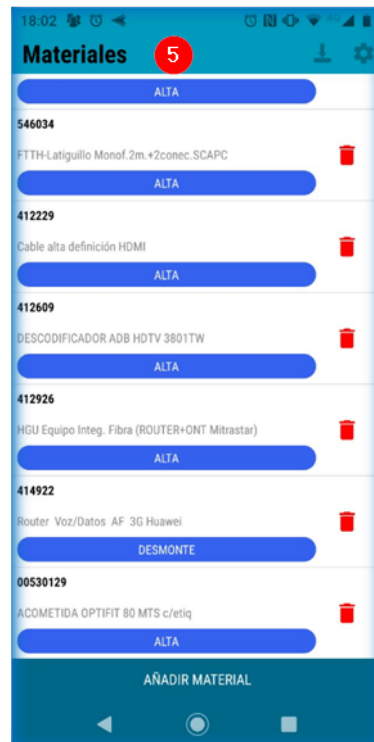 18:02
4G
Materiales 5
ALTA
546034
FTTH-Latiguillo Monof.2m.+2conec.SCAPC
ALTA
412229
Cable alta definición HDMI
ALTA
412609
DESCODIFICADOR ADB HDTV 3801TW
ALTA
412926
HGU Equipo Integ. Fibra (ROUTER+ONT Mitrastar)
ALTA
414922
Router Voz/Datos AF 3G Huawei
DESMONTE
00530129
ACOMETIDA OPTIFIT 80 MTS c/etiq
ALTA
AÑADIR MATERIAL